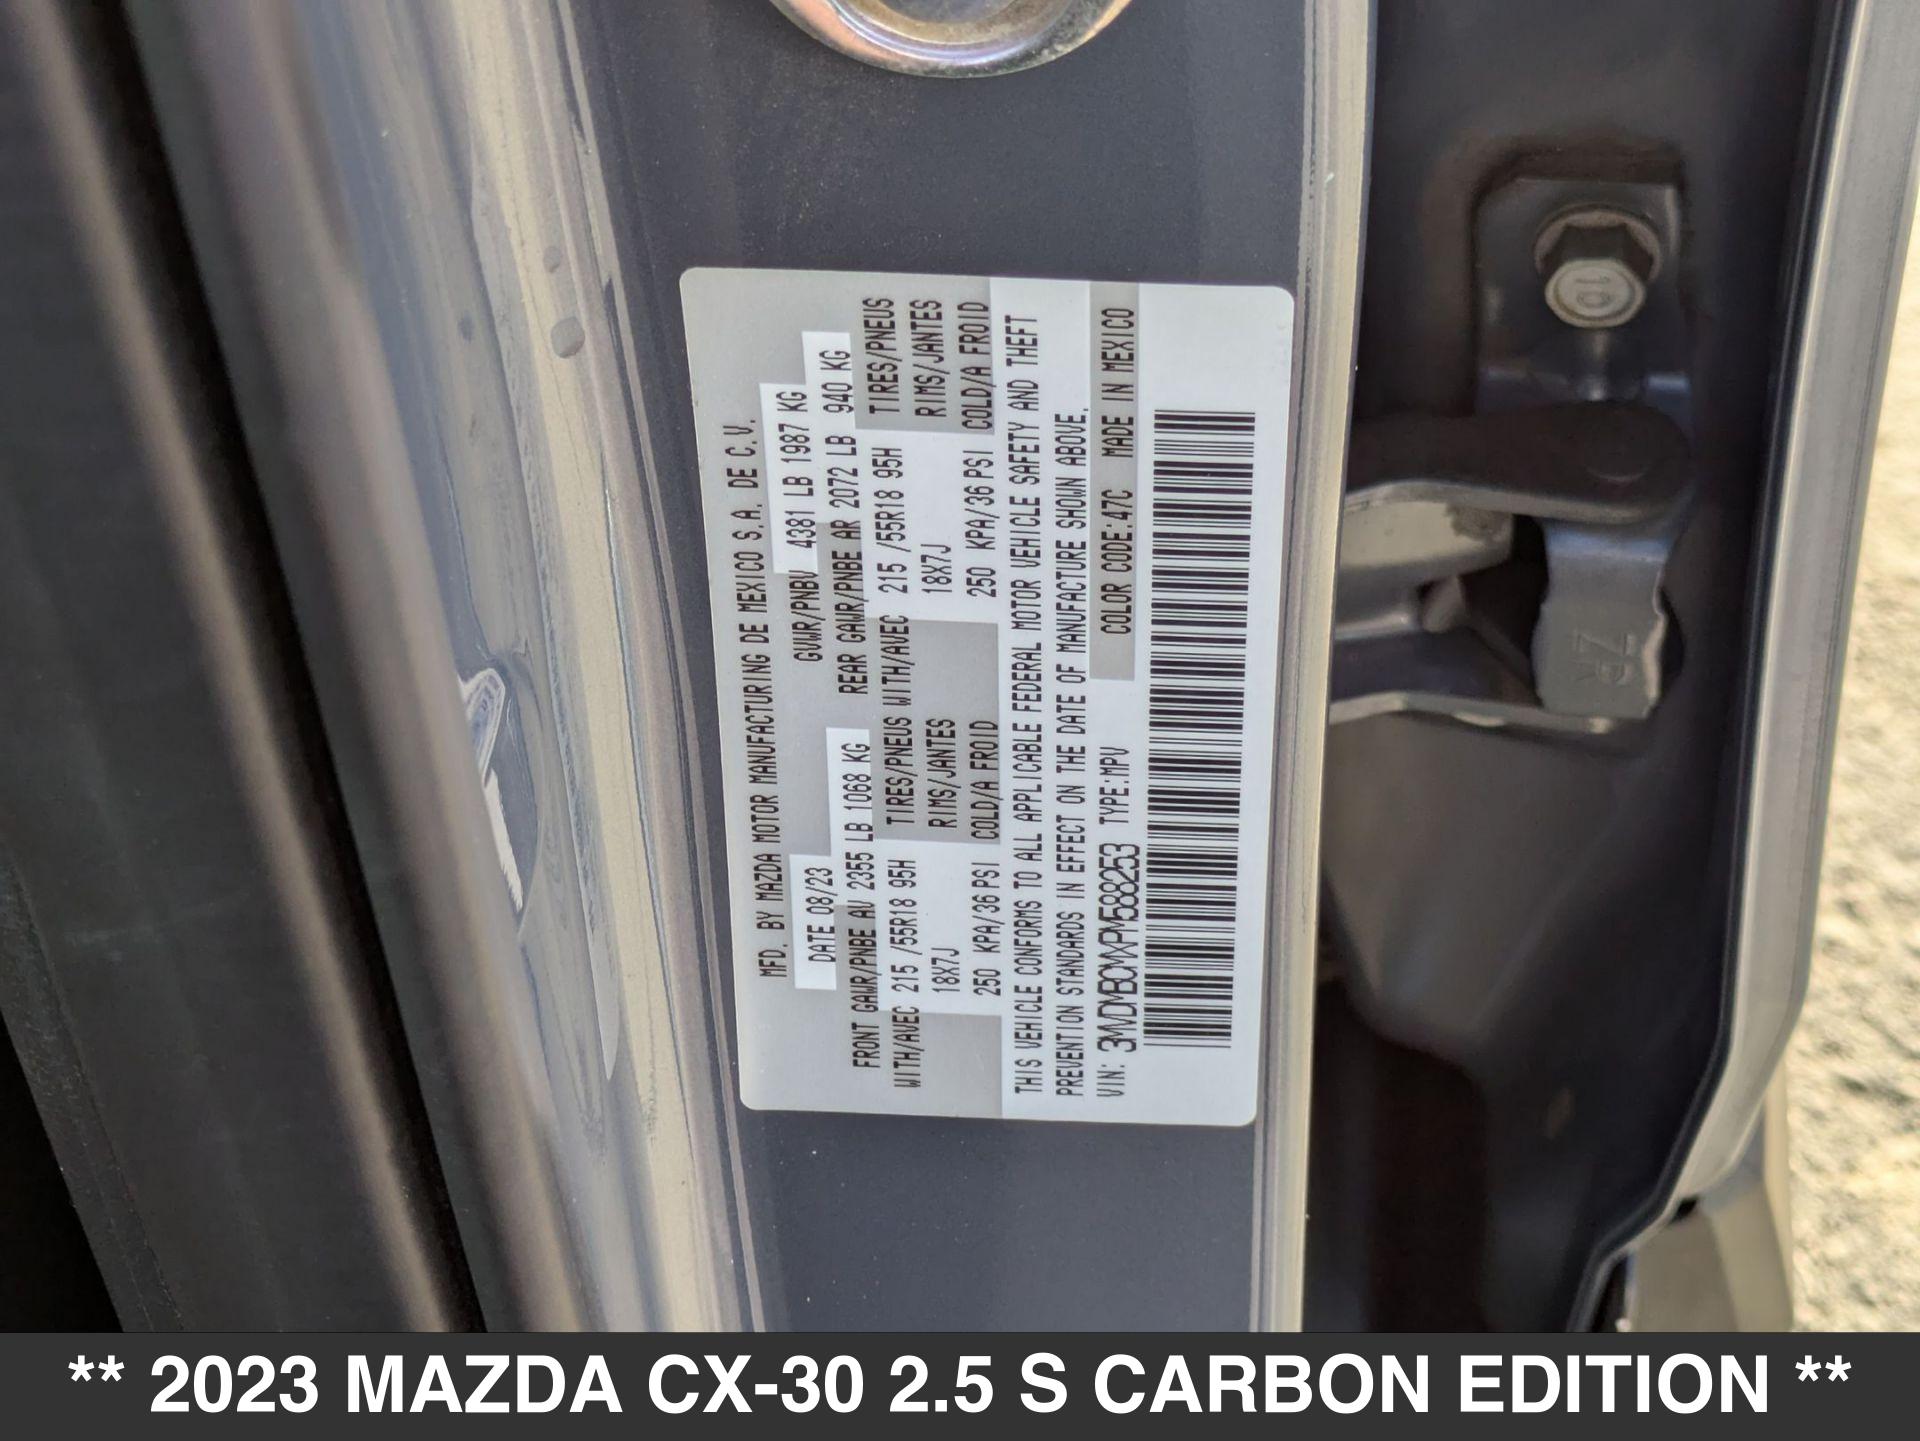 MFD. BY MAZDA MOTOR MANUFACTURING DE MEXICO S.A. DE C.V.
DATE 08/23 GVWR/PNBV 4381 LB 1987 KG
FRONT GAWR/PNBE AV 2355 LB 1068 KG REAR GAWR/PNBE AR 2072 LB 940 KG
WITH/AVEC 215 /55R18 95H TIRES/PNEUS WITH/AVEC 215 /55R18 95H TIRES/PNEUS
18X7J RIMS/JANTES 18X7J RIMS/JANTES
250 KPA/36 PSI COLD/A FROID 250 KPA/36 PSI COLD/A FROID
THIS VEHICLE CONFORMS TO ALL APPLICABLE FEDERAL MOTOR VEHICLE SAFETY AND THEFT
PREVENTION STANDARDS IN EFFECT ON THE DATE OF MANUFACTURE SHOWN ABOVE.
VIN: 3MVDMBCMXPM588253 TYPE:MPV COLOR CODE:47C MADE IN MEXICO
10
ZR
** 2023 MAZDA CX-30 2.5 S CARBON EDITION **